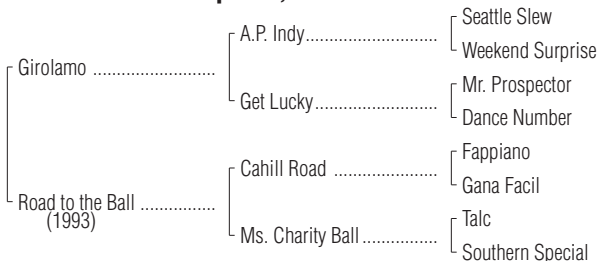 Seattle Slew
A.P. Indy
Weekend Surprise
Girolamo
Mr. Prospector
Get Lucky
Dance Number
Fappiano
Cahill Road
Gana Facil
Road to the Ball
(1993)
Talc
Ms. Charity Ball
Southern Special